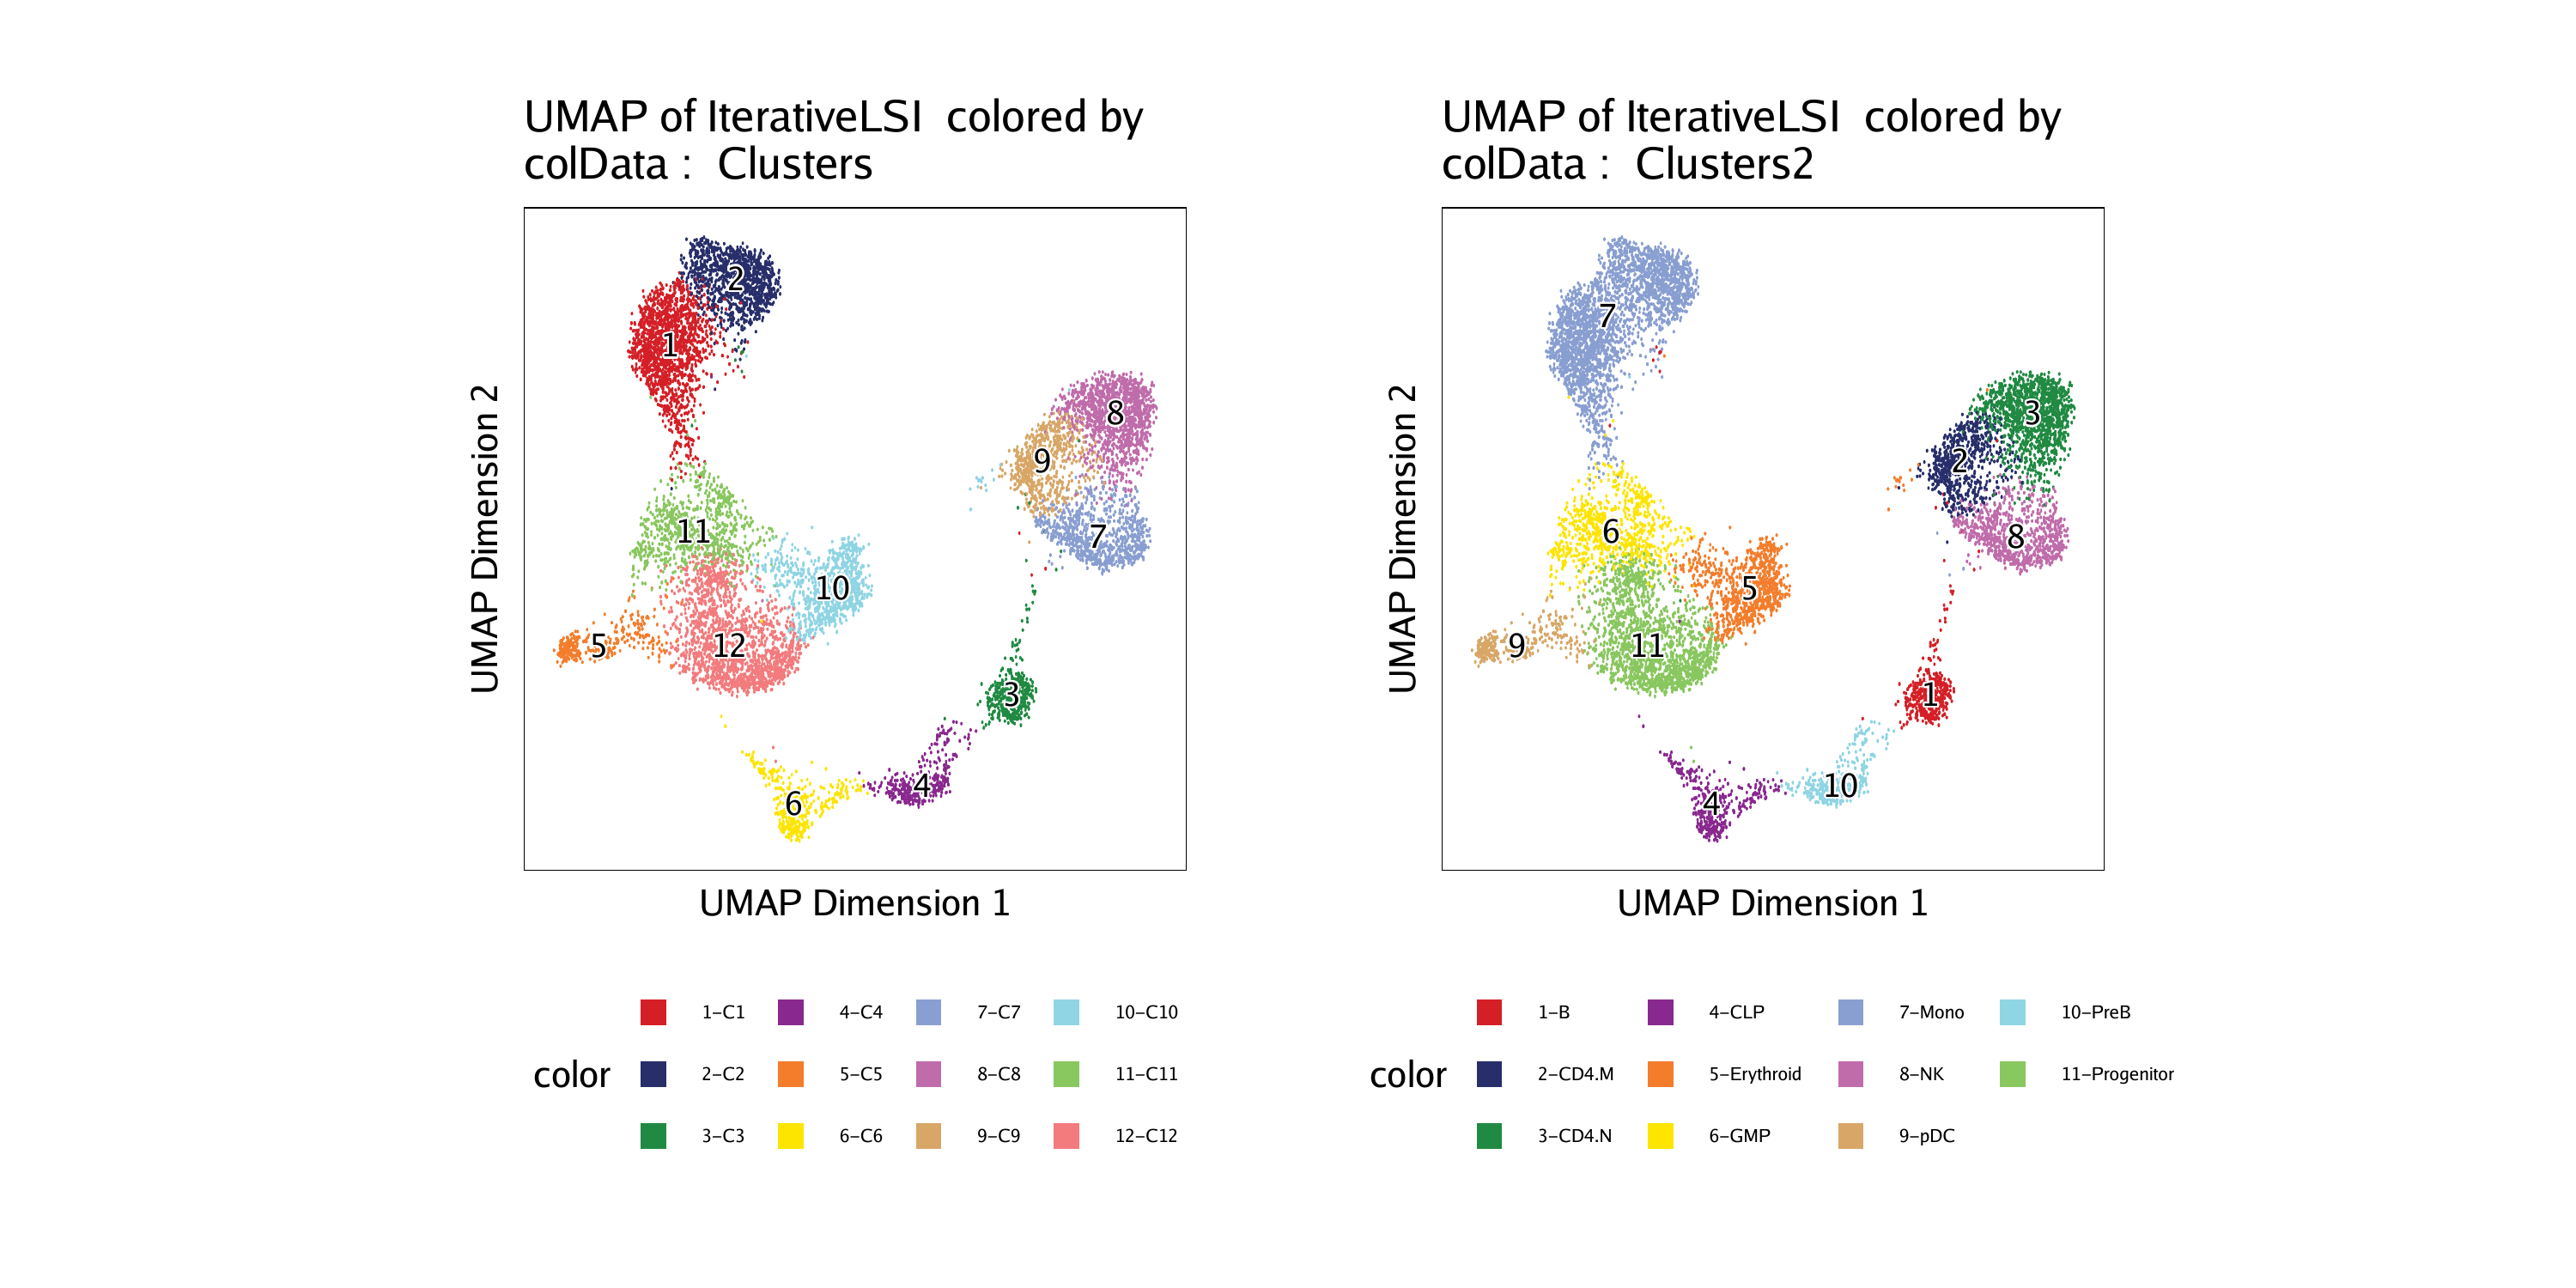 UMAP of IterativeLSI  colored by
colData :  Clusters
UMAP Dimension 2
2
1
8
9
11
7
10
5
12
3
4
6
UMAP Dimension 1
color
1–C1
4–C4
7–C7
10–C10
2–C2
5–C5
8–C8
11–C11
3–C3
6–C6
9–C9
12–C12
UMAP of IterativeLSI  colored by
colData :  Clusters2
UMAP Dimension 2
7
3
2
6
8
5
9
11
1
10
4
UMAP Dimension 1
color
1–B
4–CLP
7–Mono
10–PreB
2–CD4.M
5–Erythroid
8–NK
11–Progenitor
3–CD4.N
6–GMP
9–pDC